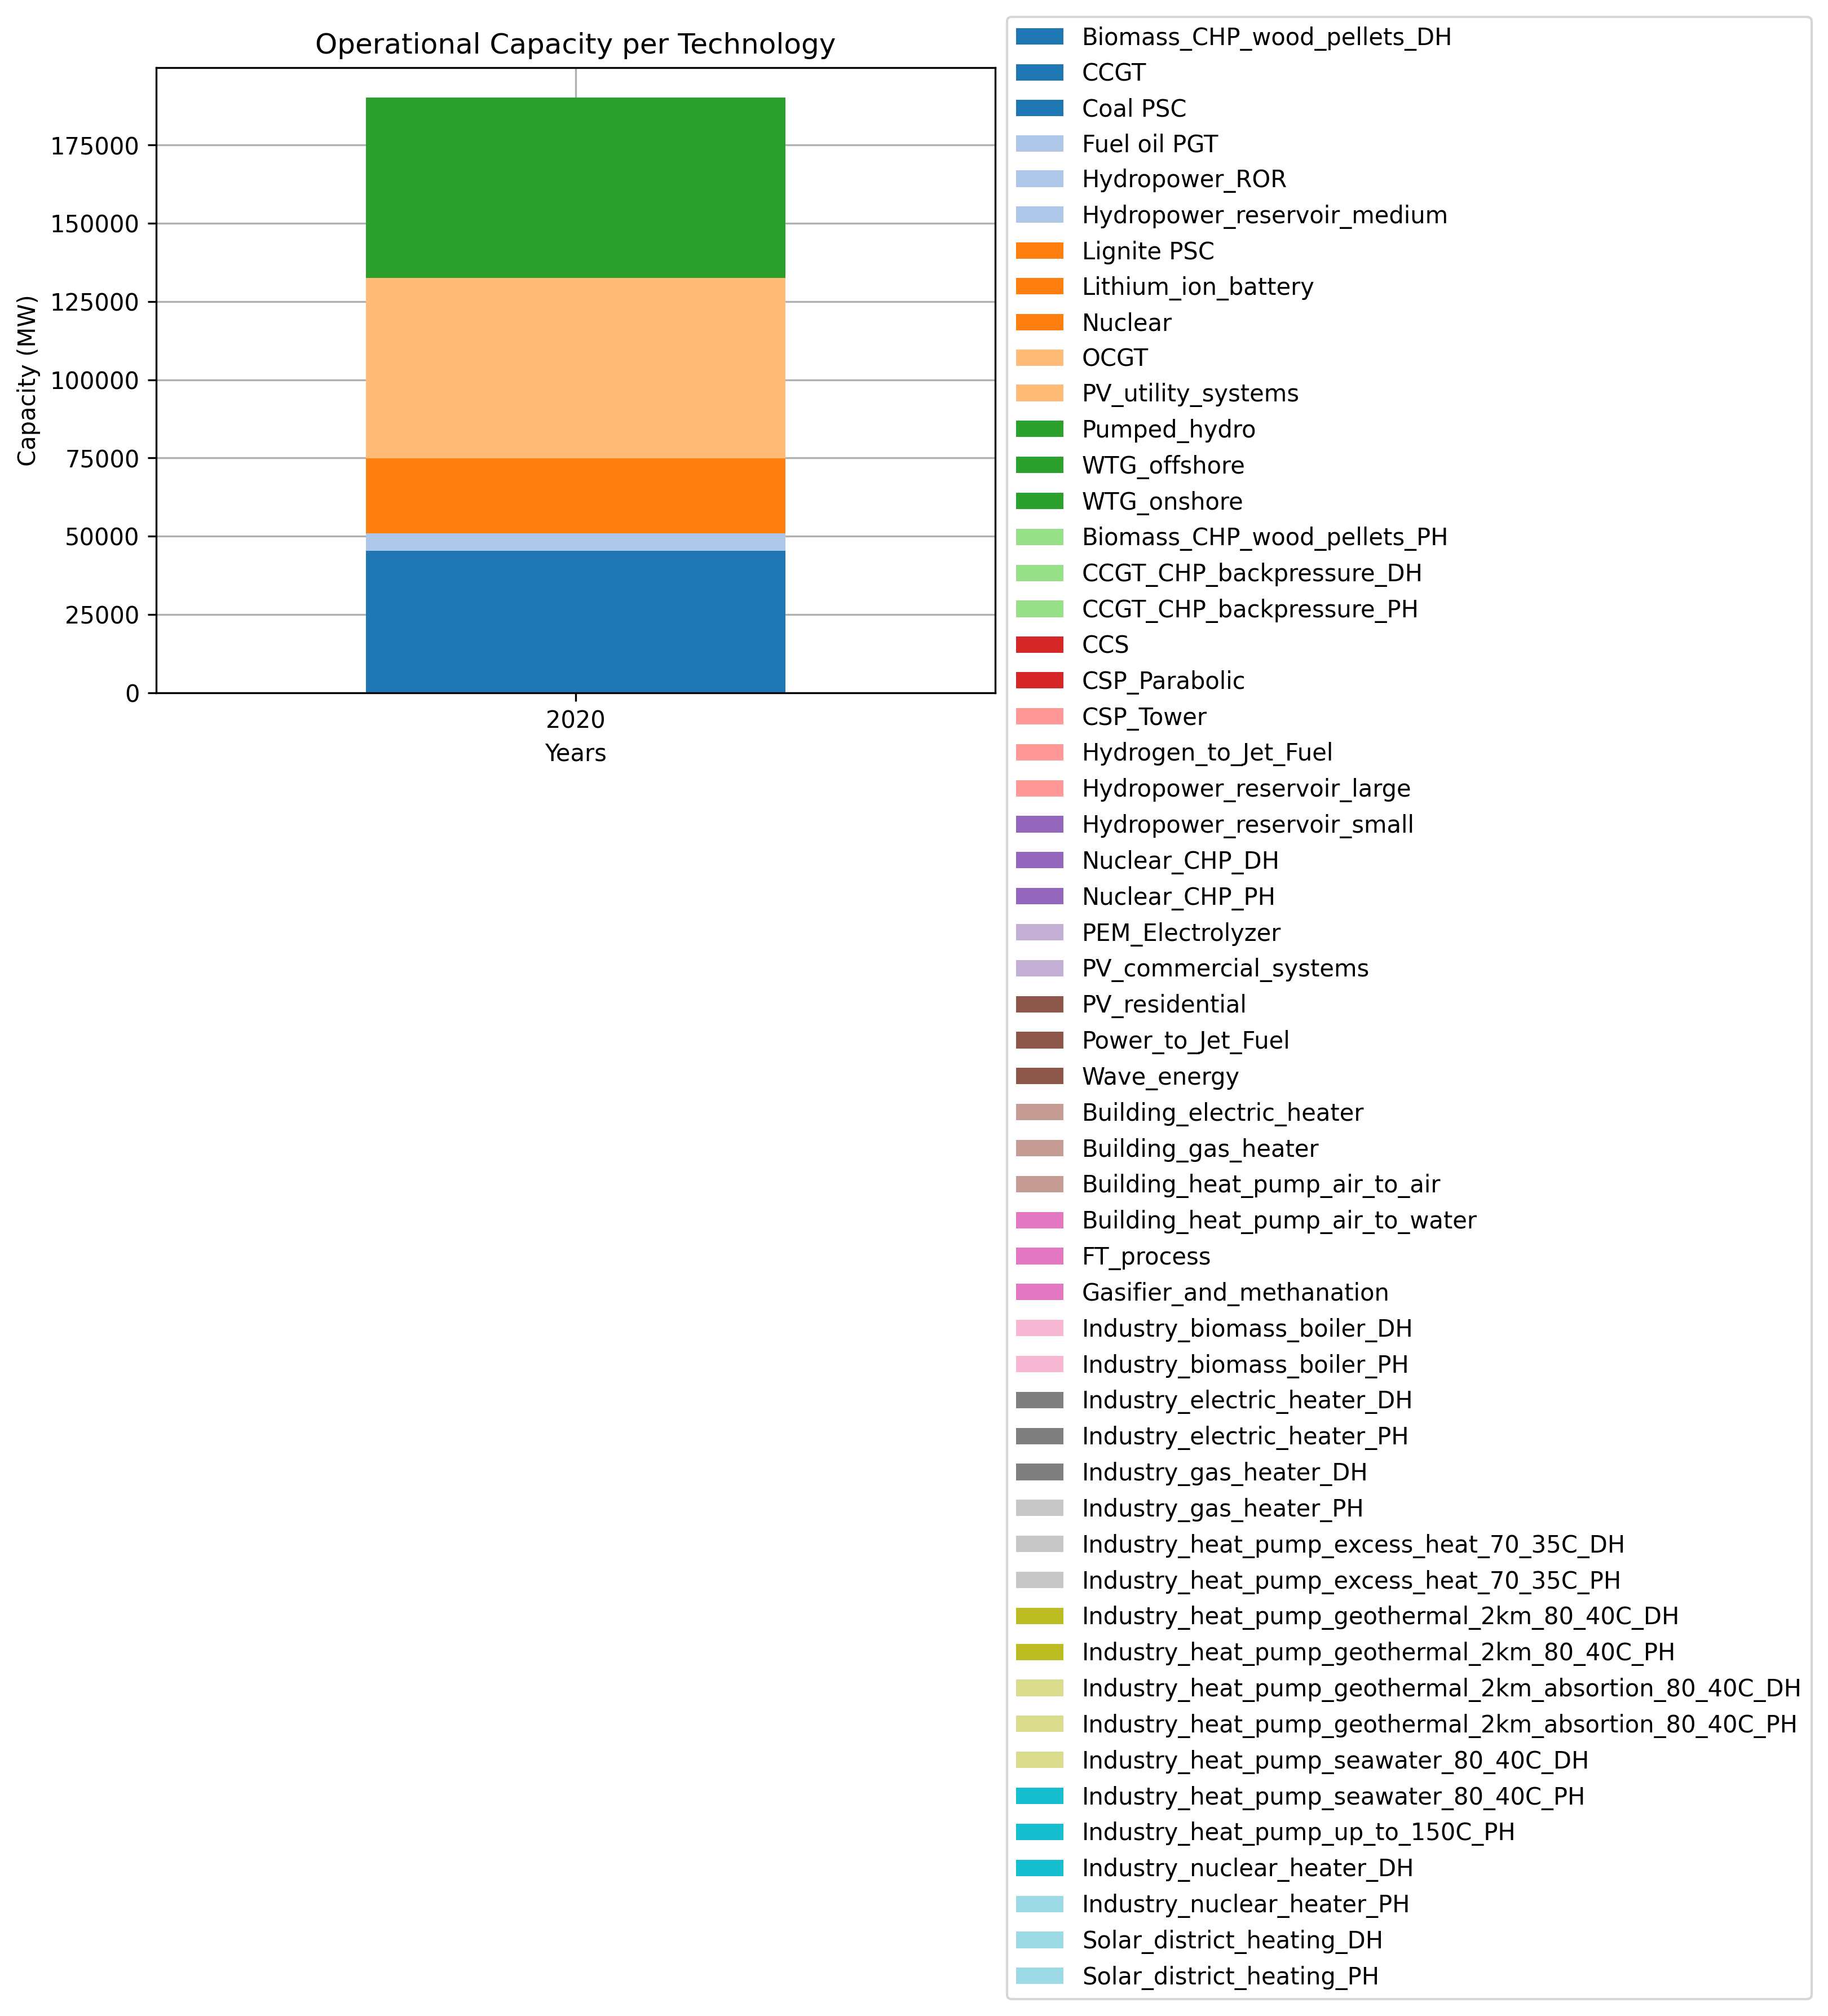 Operational Capacity per Technology
Capacity (MW)
175000
150000
125000
100000
75000
50000
25000
0
2020
Years
Biomass_CHP_wood_pellets_DH
CCGT
Coal PSC
Fuel oil PGT
Hydropower_ROR
Hydropower_reservoir_medium
Lignite PSC
Lithium_ion_battery
Nuclear
OCGT
PV_utility_systems
Pumped_hydro
WTG_offshore
WTG_onshore
Biomass_CHP_wood_pellets_PH
CCGT_CHP_backpressure_DH
CCGT_CHP_backpressure_PH
CCS
CSP_Parabolic
CSP_Tower
Hydrogen_to_Jet_Fuel
Hydropower_reservoir_large
Hydropower_reservoir_small
Nuclear_CHP_DH
Nuclear_CHP_PH
PEM_Electrolyzer
PV_commercial_systems
PV_residential
Power_to_Jet_Fuel
Wave_energy
Building_electric_heater
Building_gas_heater
Building_heat_pump_air_to_air
Building_heat_pump_air_to_water
FT_process
Gasifier_and_methanation
Industry_biomass_boiler_DH
Industry_biomass_boiler_PH
Industry_electric_heater_DH
Industry_electric_heater_PH
Industry_gas_heater_DH
Industry_gas_heater_PH
Industry_heat_pump_excess_heat_70_35C_DH
Industry_heat_pump_excess_heat_70_35C_PH
Industry_heat_pump_geothermal_2km_80_40C_DH
Industry_heat_pump_geothermal_2km_80_40C_PH
Industry_heat_pump_geothermal_2km_absortion_80_40C_DH
Industry_heat_pump_geothermal_2km_absortion_80_40C_PH
Industry_heat_pump_seawater_80_40C_DH
Industry_heat_pump_seawater_80_40C_PH
Industry_heat_pump_up_to_150C_PH
Industry_nuclear_heater_DH
Industry_nuclear_heater_PH
Solar_district_heating_DH
Solar_district_heating_PH